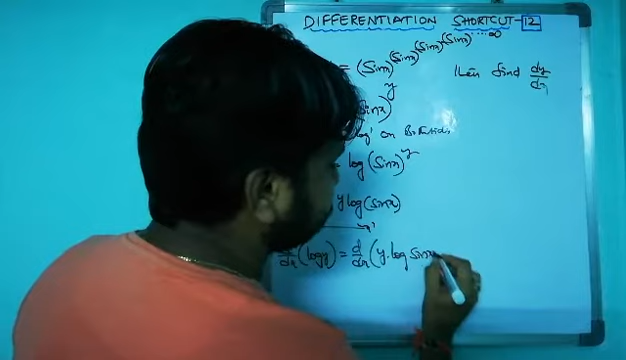 DIFFERENTIATION SHORTCUT-12
= (Sinx)^(Sinx)^(Sinx)^(Sinx)^....∞ then find dy/dx
Sinx)^y
'log' on B. th sides
= log(Sinx)^y
y log(Sinx)
d/dx (logy) = d/dx (y.log Sinx